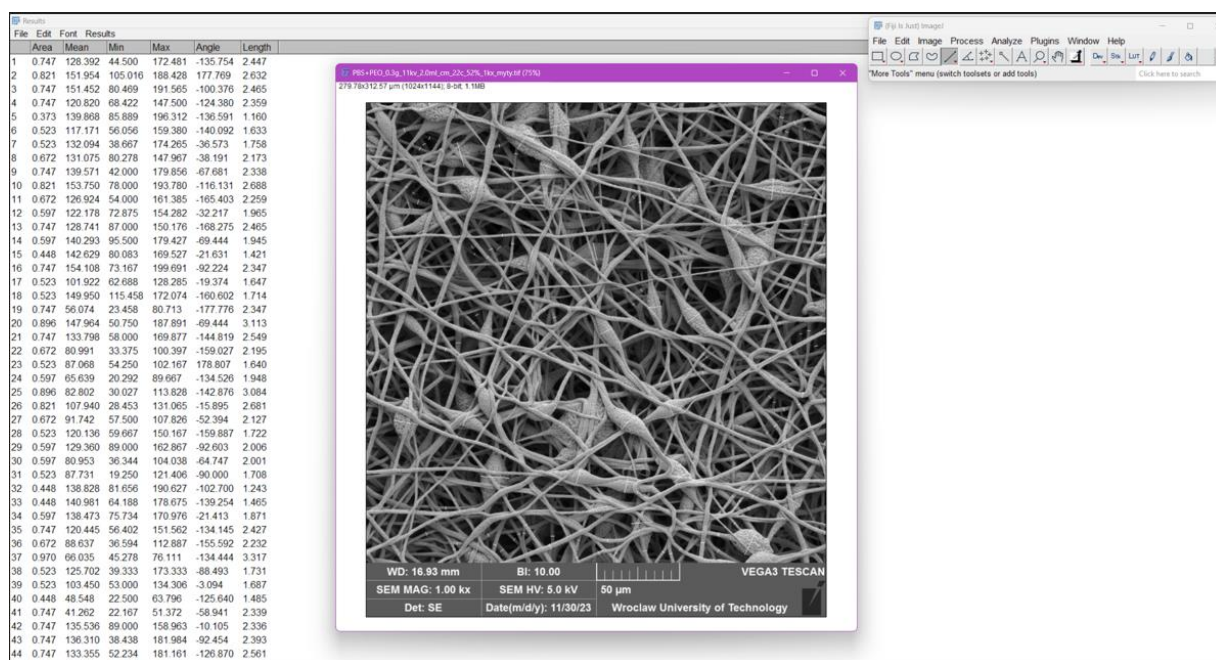 Results
File Edit Font Results
Area Mean Min Max Angle Length
1 0.747 128.392 44.500 172.481 -135.754 2.447
2 0.821 151.954 105.016 188.428 177.769 2.632
3 0.747 151.452 80.469 191.565 -100.376 2.465
4 0.747 120.820 68.422 147.500 -124.380 2.359
5 0.373 139.868 85.889 196.312 -136.591 1.160
6 0.523 117.171 56.056 159.380 -140.092 1.633
7 0.523 132.094 38.667 174.265 -36.573 1.758
8 0.672 131.075 80.278 147.967 -38.191 2.173
9 0.747 139.571 42.000 179.856 -67.681 2.338
10 0.821 153.750 78.000 193.780 -116.131 2.688
11 0.672 126.924 54.000 161.385 -165.403 2.259
12 0.597 122.178 72.875 154.282 -32.217 1.965
13 0.747 128.741 87.000 150.176 -168.275 2.465
14 0.597 140.293 95.500 179.427 -69.444 1.945
15 0.448 142.629 80.083 169.527 -21.631 1.421
16 0.747 154.108 73.167 199.691 -92.224 2.347
17 0.523 101.922 62.688 128.285 -19.374 1.647
18 0.523 149.950 115.458 172.074 -160.602 1.714
19 0.747 56.074 23.458 80.713 -177.776 2.347
20 0.896 147.964 50.750 187.891 -69.444 3.113
21 0.747 133.798 58.000 169.877 -144.819 2.549
22 0.672 80.991 33.375 100.397 -159.027 2.195
23 0.523 87.068 54.250 102.167 178.807 1.640
24 0.597 65.639 20.292 89.667 -134.526 1.948
25 0.896 82.802 30.027 113.828 -142.876 3.084
26 0.821 107.940 28.453 131.065 -15.895 2.681
27 0.672 91.742 57.500 107.826 -52.394 2.127
28 0.523 120.136 59.667 150.167 -159.887 1.722
29 0.597 129.360 89.000 162.867 -92.603 2.006
30 0.597 80.953 36.344 104.038 -64.747 2.001
31 0.523 87.731 19.250 121.406 -90.000 1.708
32 0.448 138.828 81.656 190.627 -102.700 1.243
33 0.448 140.981 64.188 178.675 -139.254 1.465
34 0.597 138.473 75.734 170.976 -21.413 1.871
35 0.747 120.445 56.402 151.562 -134.145 2.427
36 0.672 88.637 36.594 112.887 -155.592 2.232
37 0.970 66.035 45.278 76.111 -134.444 3.317
38 0.523 125.702 39.333 173.333 -88.493 1.731
39 0.523 103.450 53.000 134.306 -3.094 1.687
40 0.448 48.548 22.500 63.796 -125.640 1.485
41 0.747 41.262 22.167 51.372 -58.941 2.339
42 0.747 135.536 89.000 158.963 -10.105 2.336
43 0.747 136.310 38.438 181.984 -92.454 2.393
44 0.747 133.355 52.234 181.161 -126.870 2.561
PBS+PEO_0.3g_11kv_2.0ml_cm_22c_52%_1kx_myty.tif (75%)
279.78x312.57 µm (1024x1144); 8-bit; 1.1MB
WD: 16.93 mm BI: 10.00 VEGA3 TESCAN
SEM MAG: 1.00 kx SEM HV: 5.0 kV 50 µm
Det: SE Date(m/d/y): 11/30/23 Wroclaw University of Technology
(Fiji Is Just) ImageJ
File Edit Image Process Analyze Plugins Window Help
A Dev Stk LUT
"More Tools" menu (switch toolsets or add tools) Click here to search